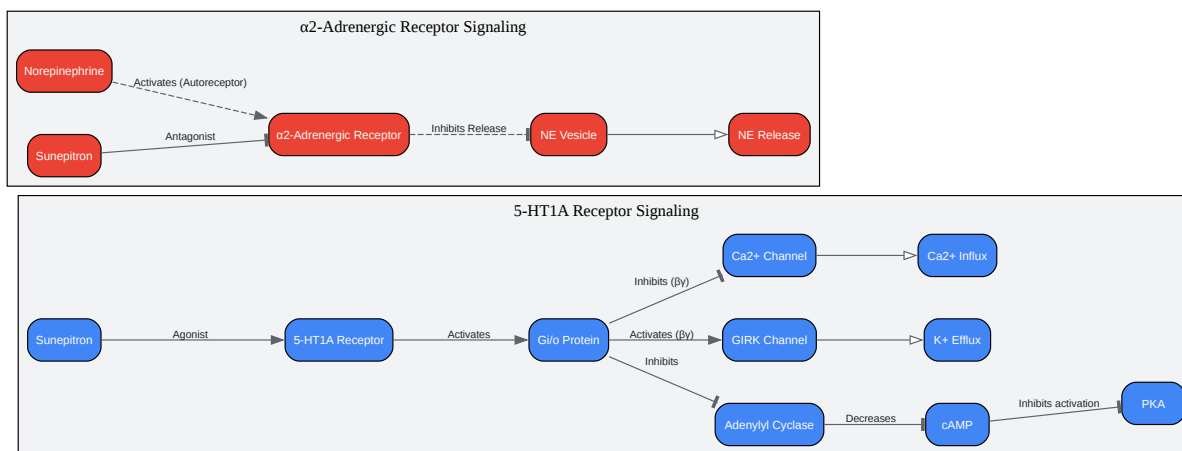 α2-Adrenergic Receptor Signaling
Norepinephrine
Activates (Autoreceptor)
Sunepitron
Antagonist
α2-Adrenergic Receptor
Inhibits Release
NE Vesicle
NE Release
5-HT1A Receptor Signaling
Sunepitron
Agonist
5-HT1A Receptor
Activates
Gi/o Protein
Inhibits (βγ)
Ca2+ Channel
Ca2+ Influx
Activates (βγ)
GIRK Channel
K+ Efflux
Inhibits
Adenylyl Cyclase
Decreases
cAMP
Inhibits activation
PKA